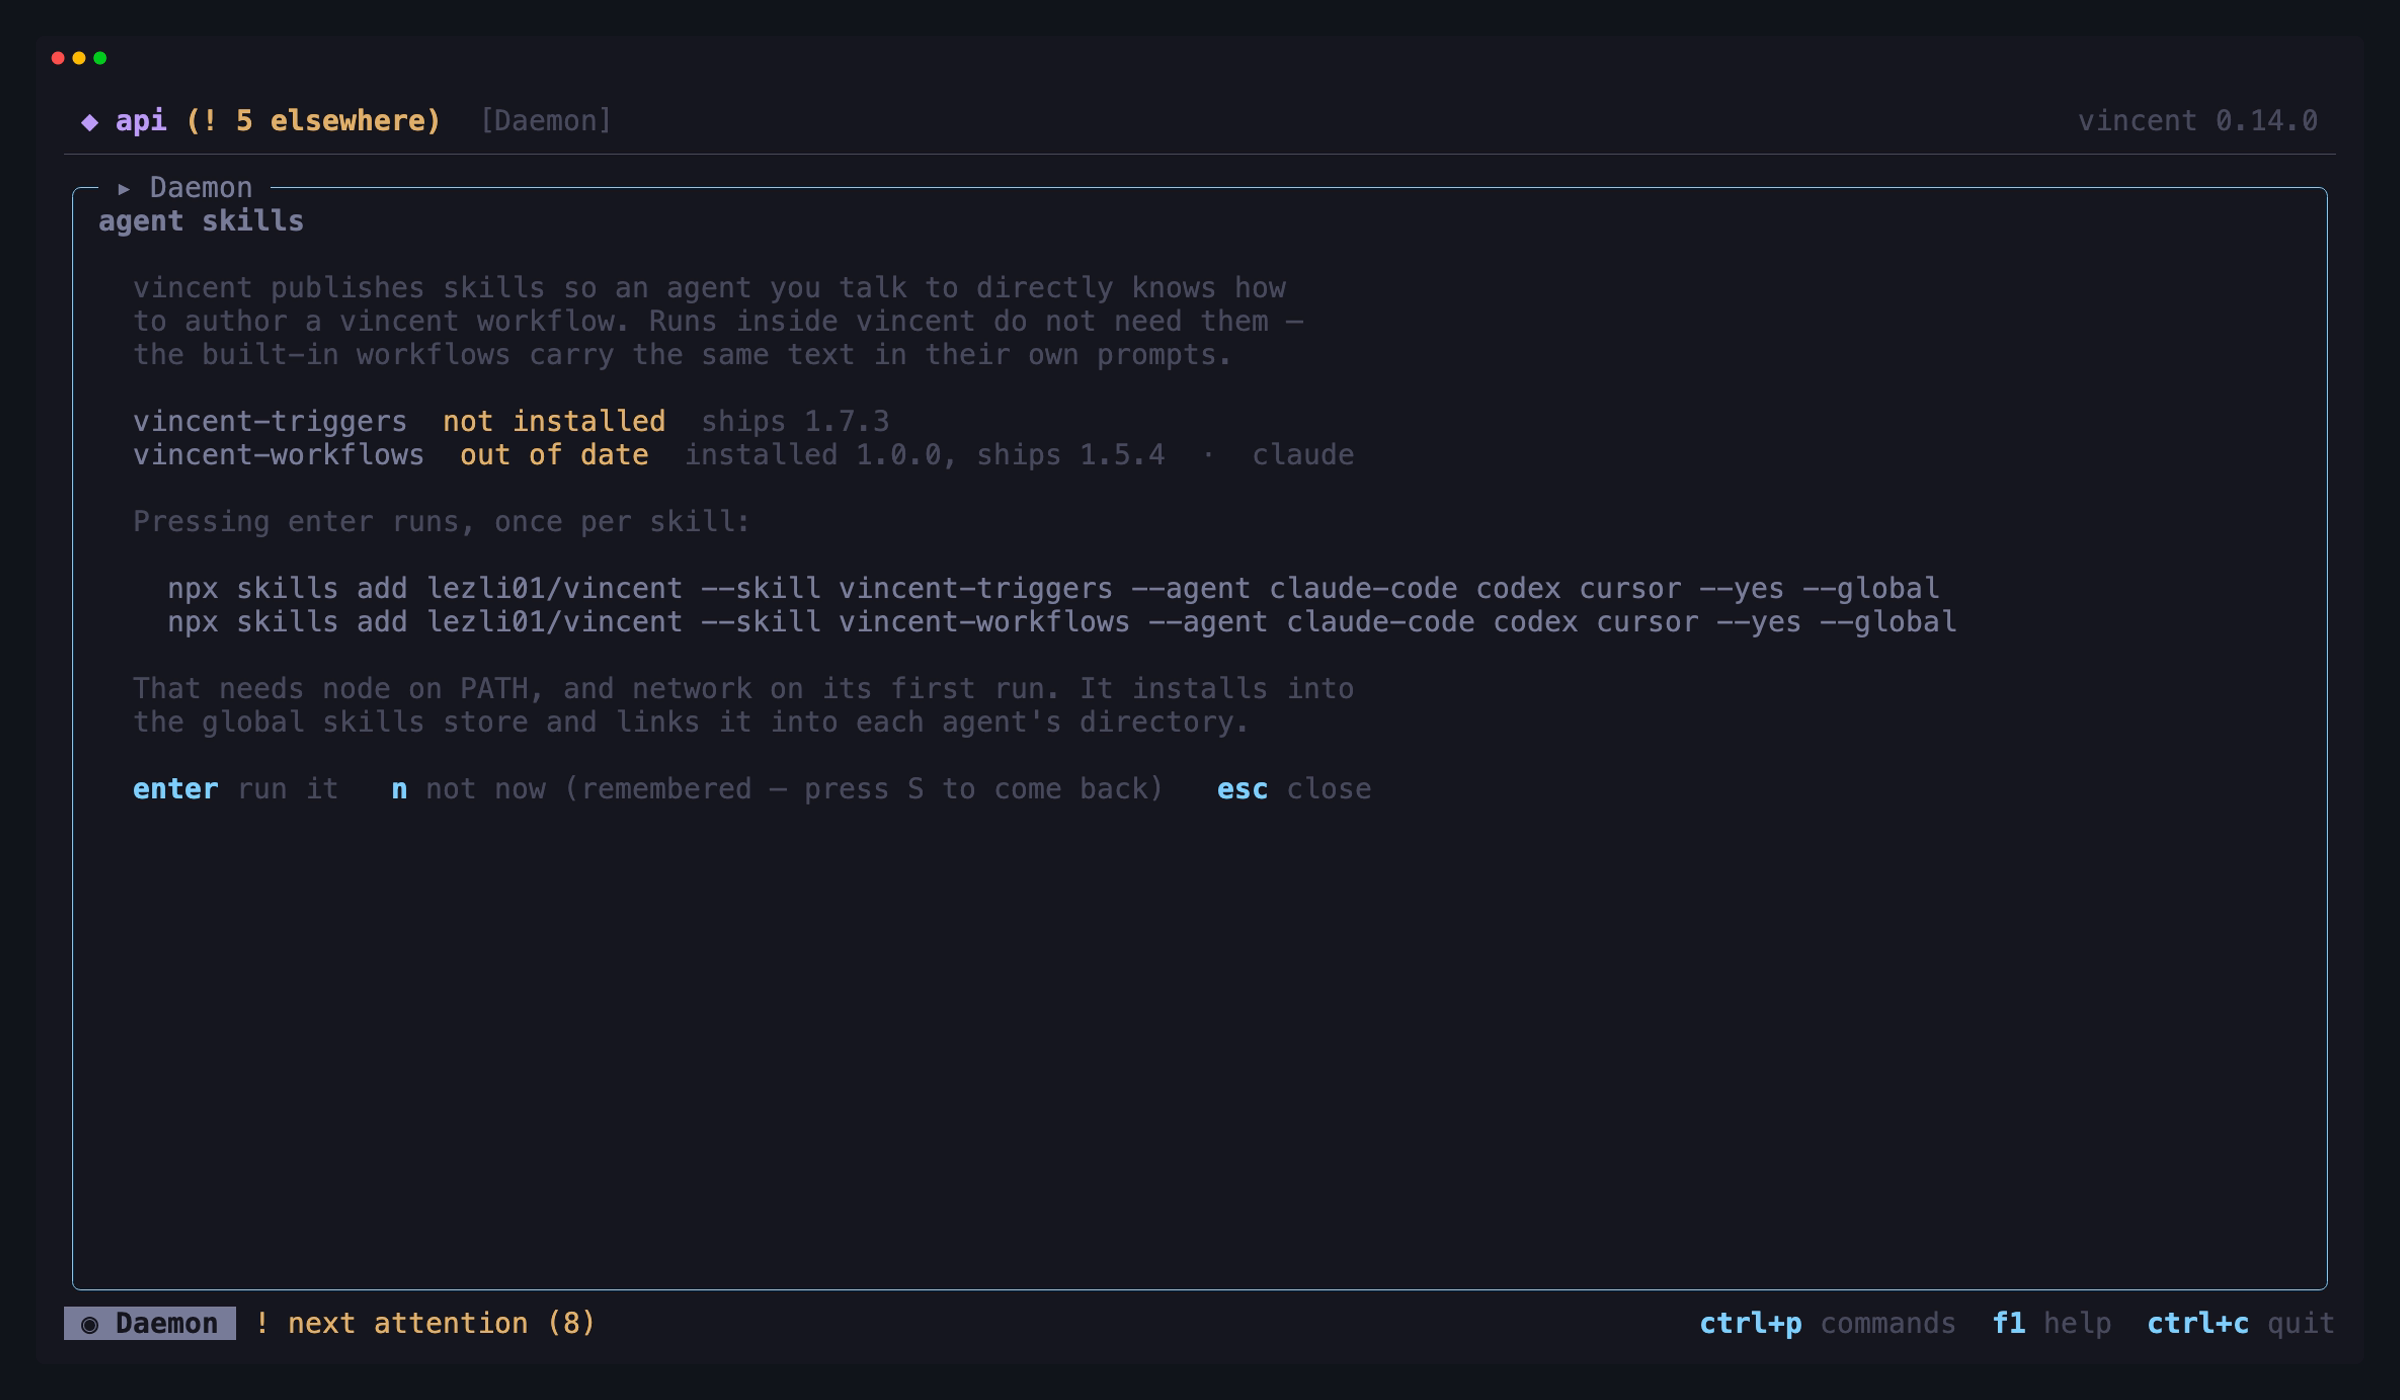 ◆ api (! 5 elsewhere)  [Daemon]  vincent 0.14.0
▸ Daemon
agent skills
vincent publishes skills so an agent you talk to directly knows how
to author a vincent workflow. Runs inside vincent do not need them —
the built-in workflows carry the same text in their own prompts.
vincent-triggers  not installed  ships 1.7.3
vincent-workflows  out of date  installed 1.0.0, ships 1.5.4  ·  claude
Pressing enter runs, once per skill:
npx skills add lezli01/vincent --skill vincent-triggers --agent claude-code codex cursor --yes --global
npx skills add lezli01/vincent --skill vincent-workflows --agent claude-code codex cursor --yes --global
That needs node on PATH, and network on its first run. It installs into
the global skills store and links it into each agent's directory.
enter run it   n not now (remembered — press S to come back)   esc close
◉ Daemon  ! next attention (8)  ctrl+p commands  f1 help  ctrl+c quit